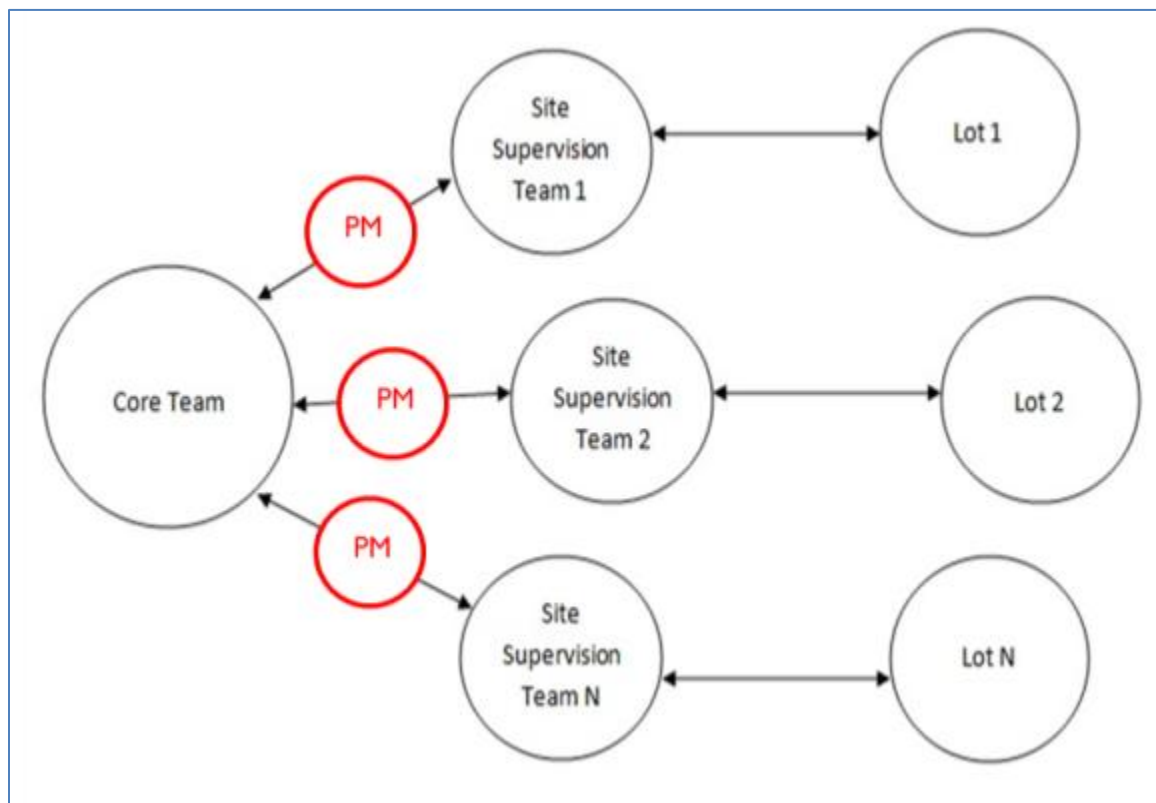 Site
Supervision
Team 1
Lot 1
PM
Core Team
PM
Site
Supervision
Team 2
Lot 2
PM
Site
Supervision
Team N
Lot N